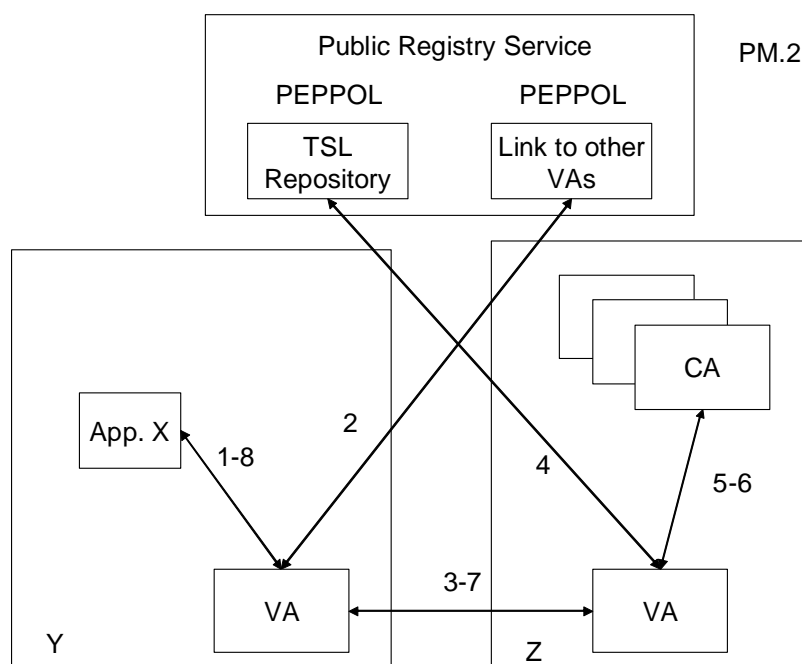 Public Registry Service
PM.2
PEPPOL
PEPPOL
TSL
Repository
Link to other
VAs
CA
App. X
2
1-8
4
5-6
3-7
VA
VA
Y
Z